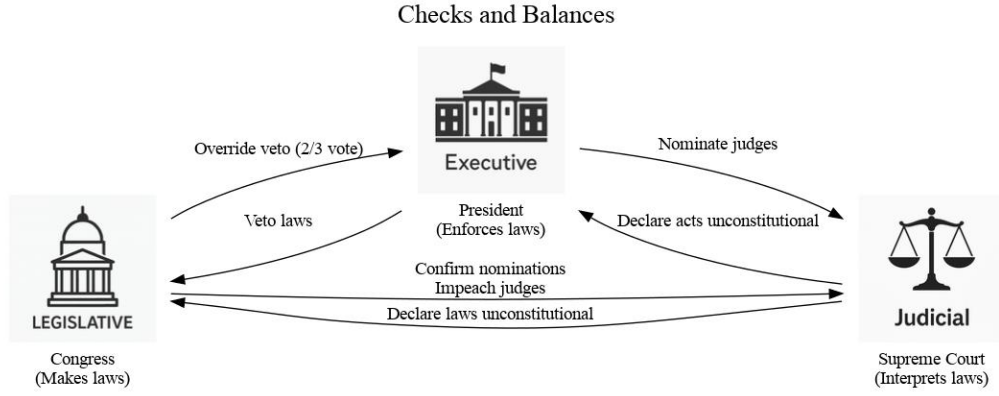 Checks and Balances
Executive
President
(Enforces laws)
Override veto (2/3 vote)
Nominate judges
Veto laws
Declare acts unconstitutional
Confirm nominations
Impeach judges
Declare laws unconstitutional
LEGISLATIVE
Congress
(Makes laws)
Judicial
Supreme Court
(Interprets laws)